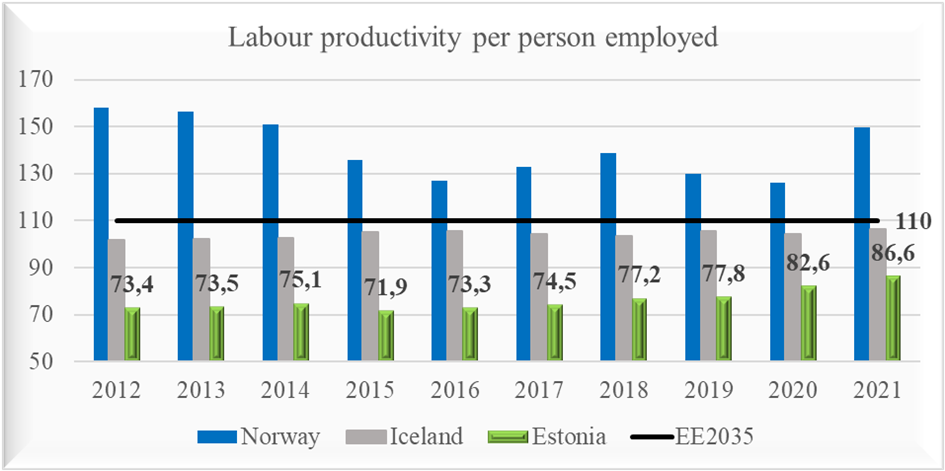 Labour productivity per person employed
170
150
130
110
90
70
50
110
73,4 73,5 75,1 71,9 73,3 74,5 77,2 77,8 82,6 86,6
2012 2013 2014 2015 2016 2017 2018 2019 2020 2021
Norway Iceland Estonia EE2035